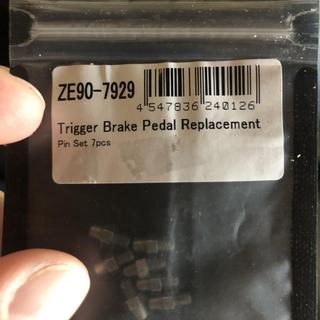 ZE90-7929
4 547836 240126
Trigger Brake Pedal Replacement
Pin Set 7pcs